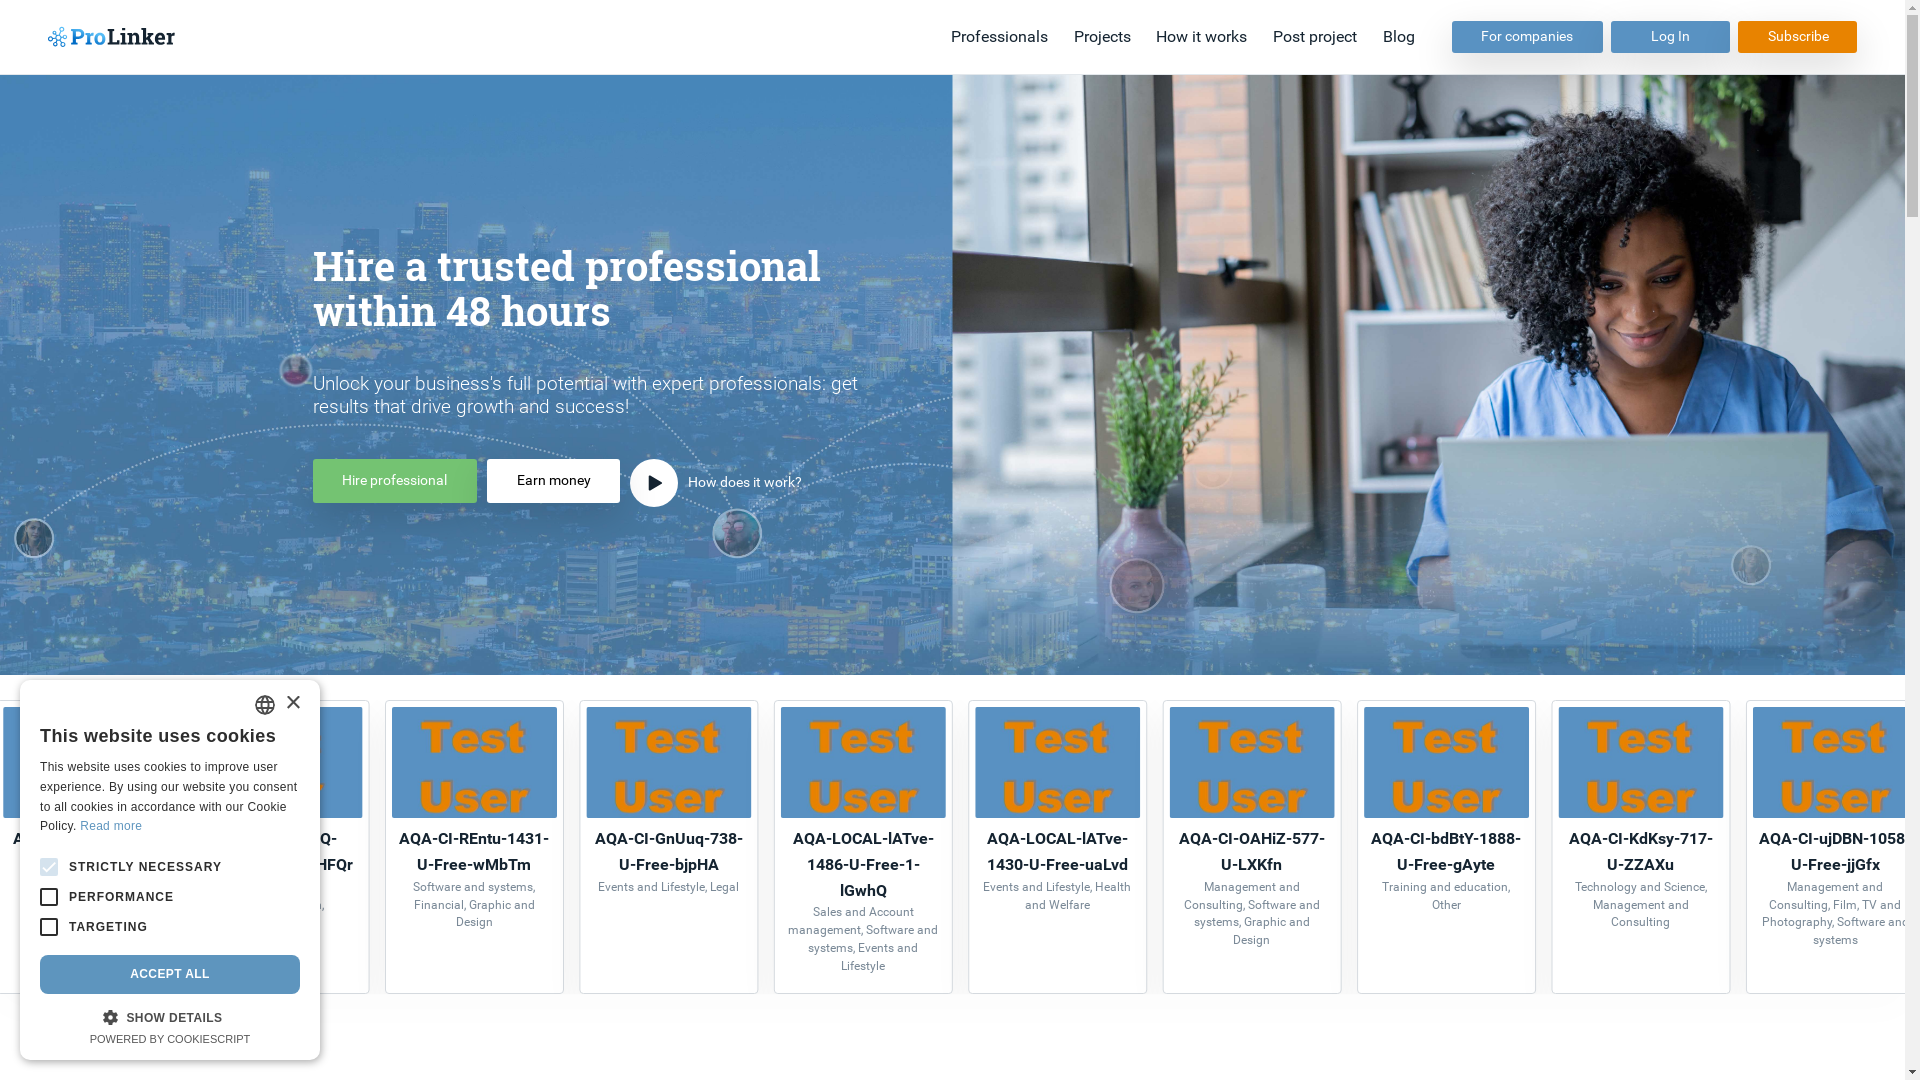 ProLinker
Professionals
Projects
How it works
Post project
Blog
For companies
Log In
Subscribe
Hire a trusted professional
within 48 hours
Unlock your business's full potential with expert professionals: get
results that drive growth and success!
Hire professional
Earn money
How does it work?
This website uses cookies
This website uses cookies to improve user
experience. By using our website you consent
to all cookies in accordance with our Cookie
Policy. Read more
STRICTLY NECESSARY
PERFORMANCE
TARGETING
ACCEPT ALL
SHOW DETAILS
POWERED BY COOKIESCRIPT
Test
User
AQA-CI-REntu-1431-
U-Free-wMbTm
Software and systems,
Financial, Graphic and
Design
Test
User
AQA-CI-GnUuq-738-
U-Free-bjpHA
Events and Lifestyle, Legal
Test
User
AQA-LOCAL-lATve-
1486-U-Free-1-
lGwhQ
Sales and Account
management, Software and
systems, Events and
Lifestyle
Test
User
AQA-LOCAL-lATve-
1430-U-Free-uaLvd
Events and Lifestyle, Health
and Welfare
Test
User
AQA-CI-OAHiZ-577-
U-LXKfn
Management and
Consulting, Software and
systems, Graphic and
Design
Test
User
AQA-CI-bdBtY-1888-
U-Free-gAyte
Training and education,
Other
Test
User
AQA-CI-KdKsy-717-
U-ZZAXu
Technology and Science,
Management and
Consulting
Test
User
AQA-CI-ujDBN-1058
U-Free-jjGfx
Management and
Consulting, Film, TV and
Photography, Software and
systems